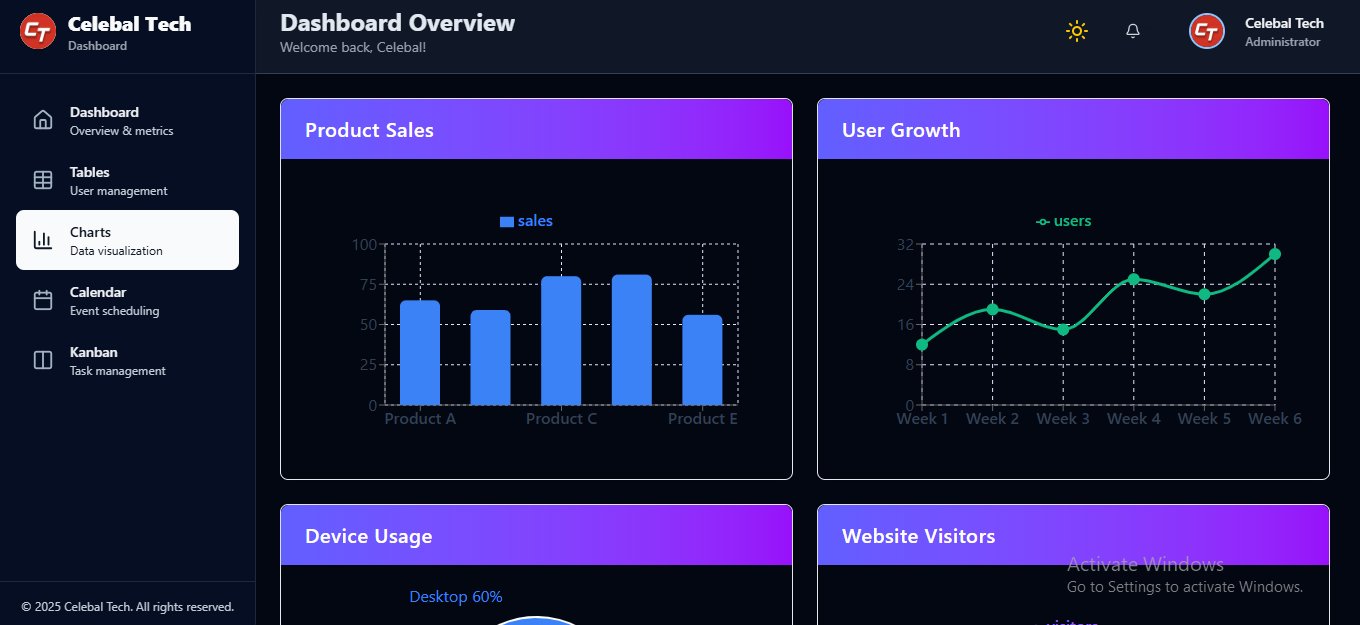 CT
Celebal Tech
Dashboard
Dashboard
Overview & metrics
Tables
User management
Charts
Data visualization
Calendar
Event scheduling
Kanban
Task management
© 2025 Celebal Tech. All rights reserved.
Dashboard Overview
Welcome back, Celebal!
CT
Celebal Tech
Administrator
Product Sales
sales
100
75
50
25
0
Product A
Product C
Product E
User Growth
users
32
24
16
8
0
Week 1
Week 2
Week 3
Week 4
Week 5
Week 6
Device Usage
Desktop 60%
Website Visitors
Activate Windows
Go to Settings to activate Windows.
visitors